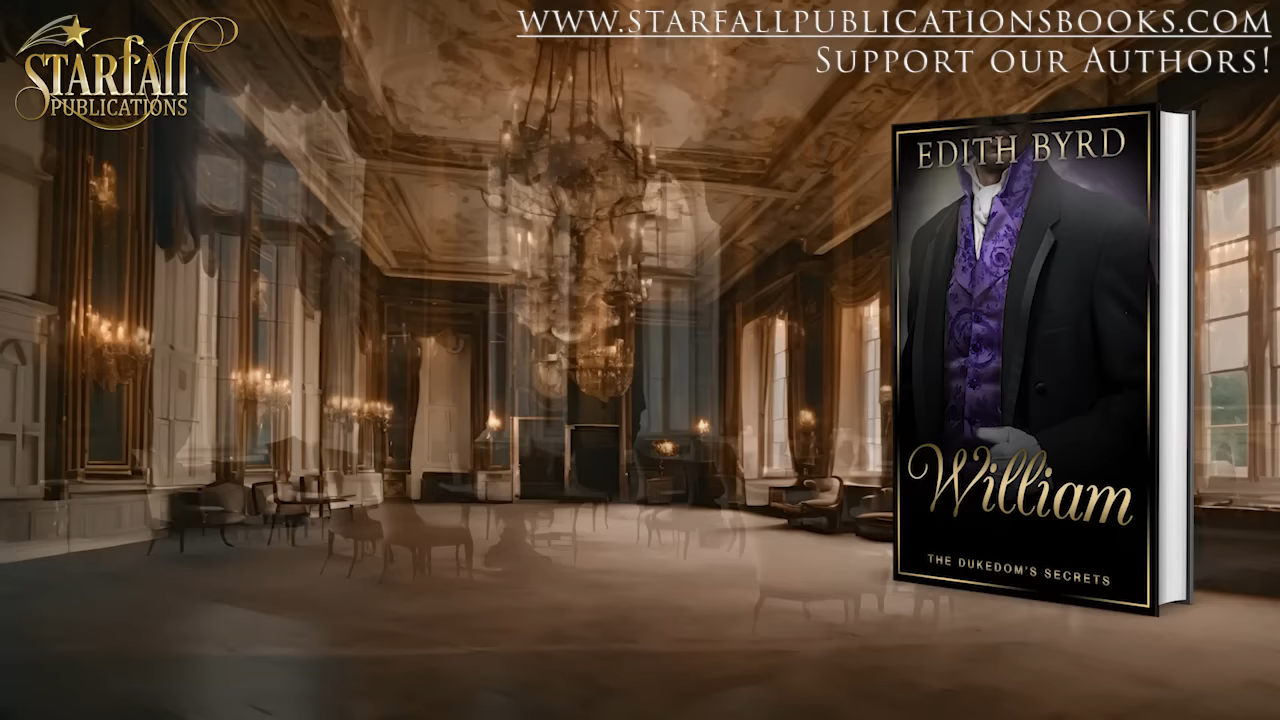 STARfall
PUBLICATIONS
WWW.STARFALLPUBLICATIONSBOOKS.COM
SUPPORT OUR AUTHORS!
EDITH BYRD
William
THE DUKEDOM'S SECRETS